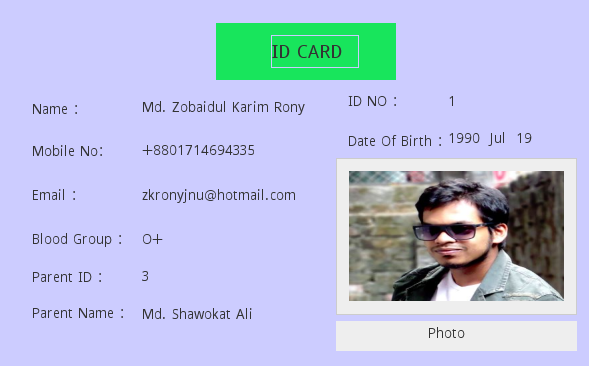 ID CARD
Name : Md. Zobaidul Karim Rony
ID NO : 1
Mobile No: +8801714694335
Date Of Birth : 1990 Jul 19
Email : zkronyjnu@hotmail.com
Blood Group : O+
Parent ID : 3
Parent Name : Md. Shawokat Ali
Photo